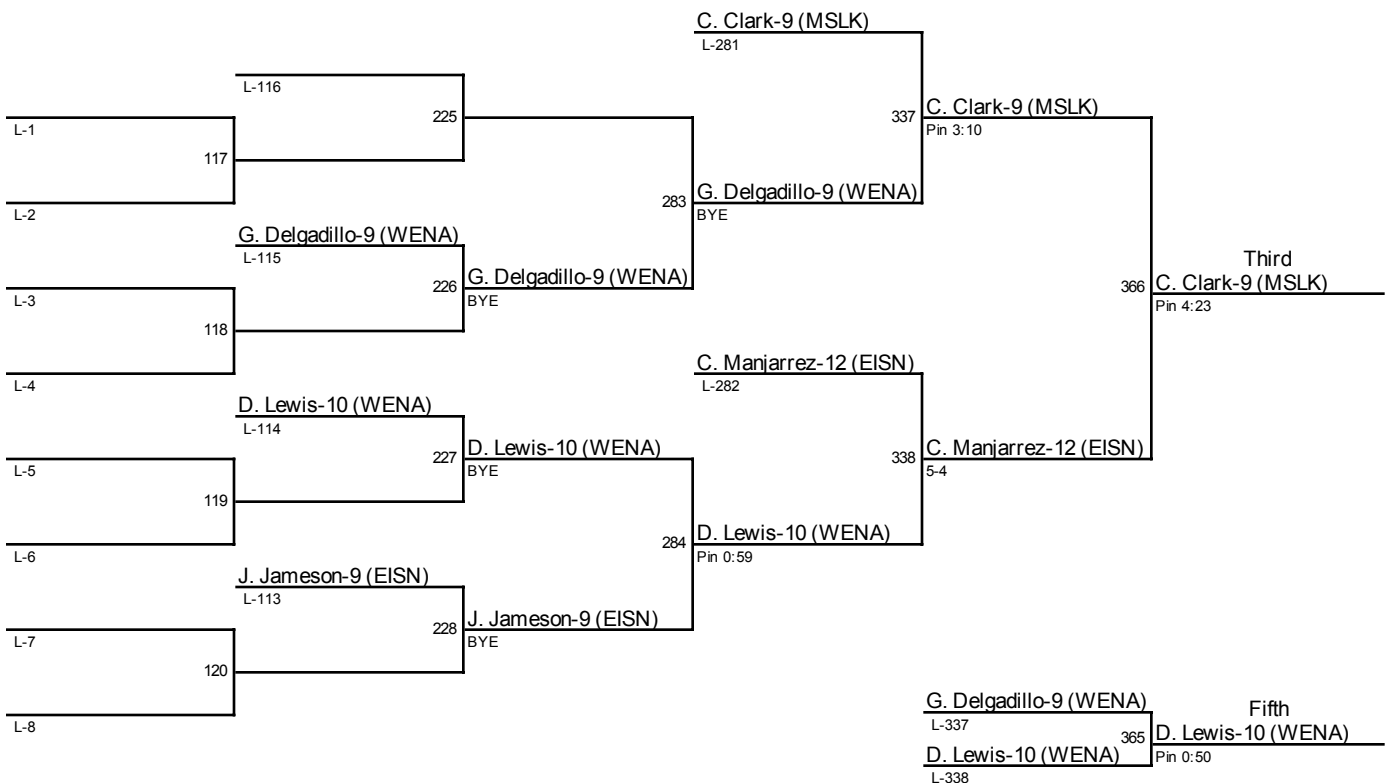 C. Clark-9 (MSLK)
L-281
L-116
225
337
C. Clark-9 (MSLK)
Pin 3:10
L-1
117
L-2
283
G. Delgadillo-9 (WENA)
BYE
G. Delgadillo-9 (WENA)
L-115
226
G. Delgadillo-9 (WENA)
BYE
L-3
118
L-4
366
Third
C. Clark-9 (MSLK)
Pin 4:23
C. Manjarrez-12 (EISN)
L-282
D. Lewis-10 (WENA)
L-114
227
D. Lewis-10 (WENA)
BYE
338
C. Manjarrez-12 (EISN)
5-4
L-5
119
L-6
284
D. Lewis-10 (WENA)
Pin 0:59
J. Jameson-9 (EISN)
L-113
228
J. Jameson-9 (EISN)
BYE
L-7
120
L-8
G. Delgadillo-9 (WENA)
L-337
365
Fifth
D. Lewis-10 (WENA)
Pin 0:50
D. Lewis-10 (WENA)
L-338